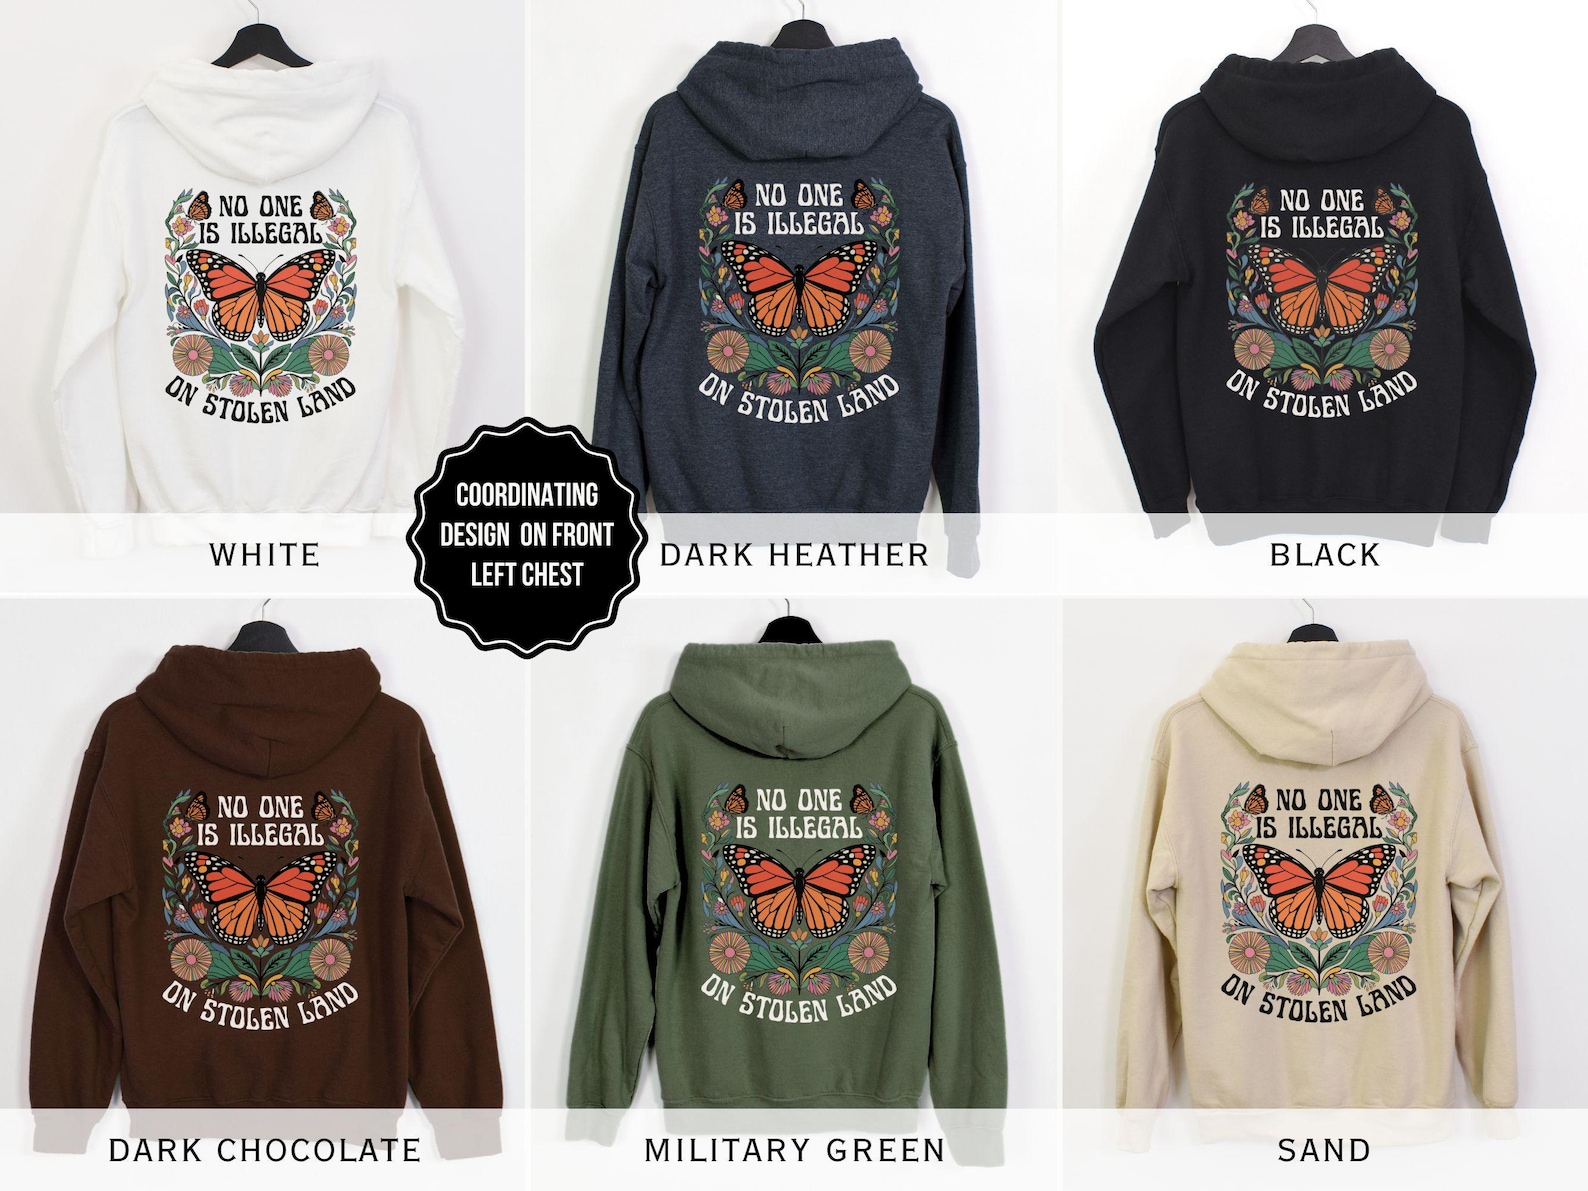 NO ONE
IS ILLEGAL
ON STOLEN LAND
WHITE
NO ONE
IS ILLEGAL
ON STOLEN LAND
DARK HEATHER
NO ONE
IS ILLEGAL
ON STOLEN LAND
BLACK
COORDINATING
DESIGN ON FRONT
LEFT CHEST
NO ONE
IS ILLEGAL
ON STOLEN LAND
DARK CHOCOLATE
NO ONE
IS ILLEGAL
ON STOLEN LAND
MILITARY GREEN
NO ONE
IS ILLEGAL
ON STOLEN LAND
SAND